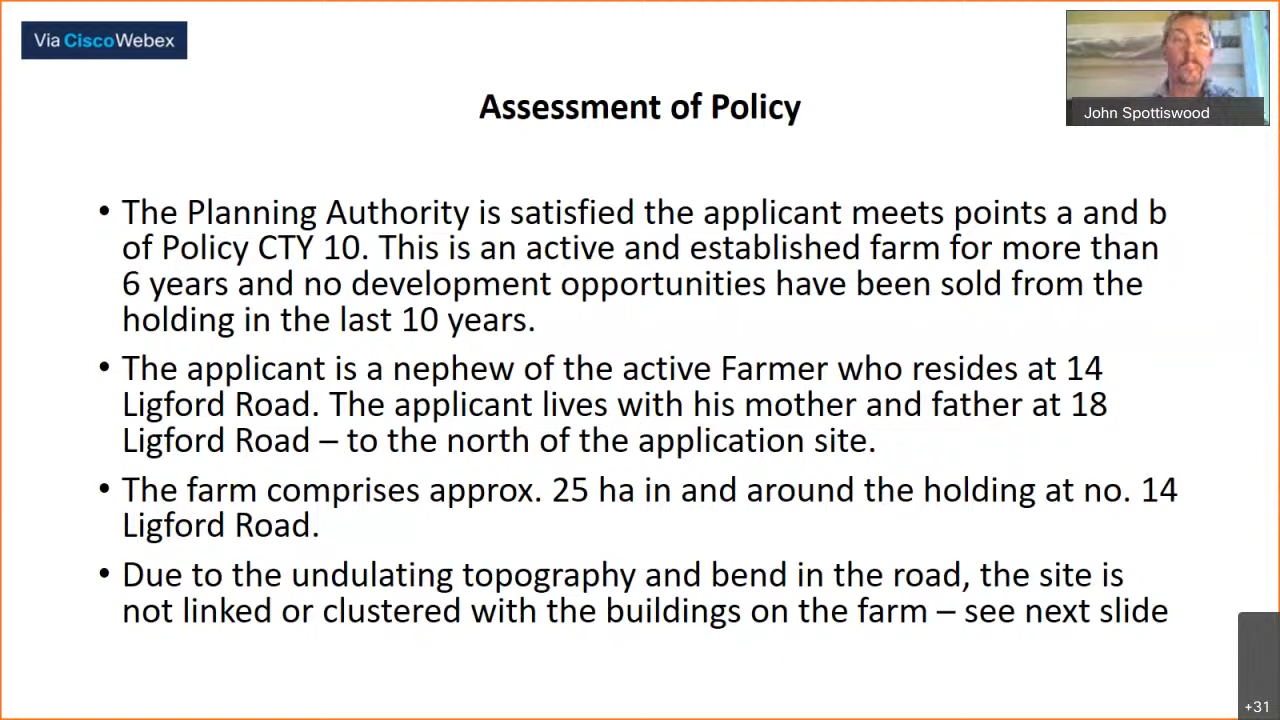 Via CiscoWebex
John Spottiswood
Assessment of Policy
• The Planning Authority is satisfied the applicant meets points a and b
of Policy CTY 10. This is an active and established farm for more than
6 years and no development opportunities have been sold from the
holding in the last 10 years.
• The applicant is a nephew of the active Farmer who resides at 14
Ligford Road. The applicant lives with his mother and father at 18
Ligford Road – to the north of the application site.
• The farm comprises approx. 25 ha in and around the holding at no. 14
Ligford Road.
• Due to the undulating topography and bend in the road, the site is
not linked or clustered with the buildings on the farm – see next slide
+31